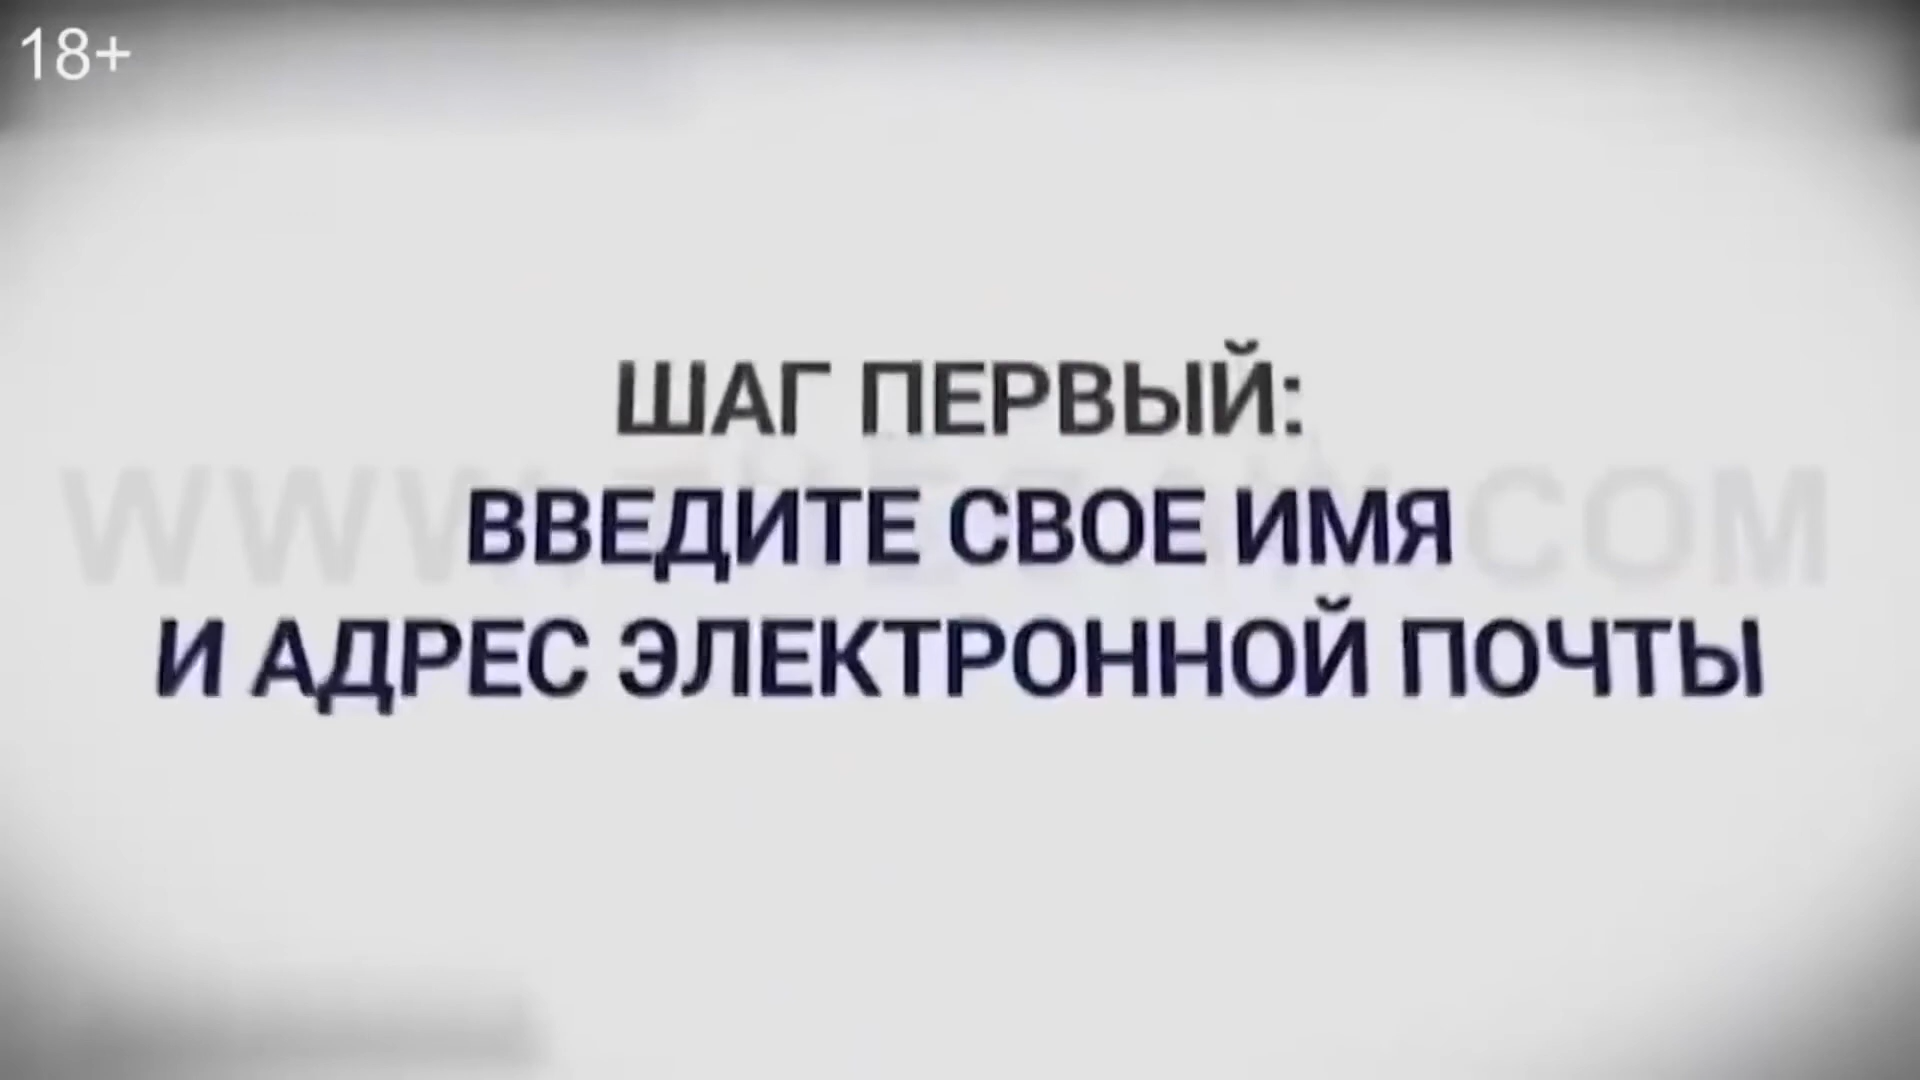 18+
ШАГ ПЕРВЫЙ:
ВВЕДИТЕ СВОЕ ИМЯ
И АДРЕС ЭЛЕКТРОННОЙ ПОЧТЫ